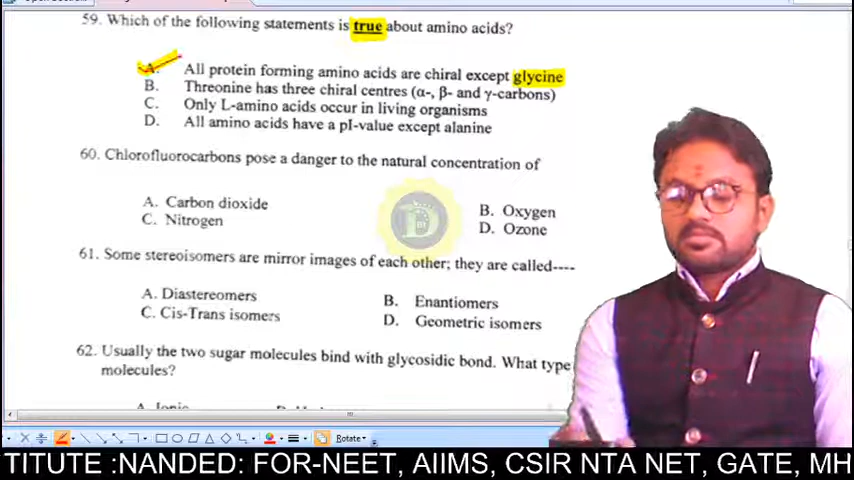 59. Which of the following statements is true about amino acids?
A. All protein forming amino acids are chiral except glycine
B. Threonine has three chiral centres (α-, β- and γ-carbons)
C. Only L-amino acids occur in living organisms
D. All amino acids have a pI-value except alanine
60. Chlorofluorocarbons pose a danger to the natural concentration of
A. Carbon dioxide
B. Oxygen
C. Nitrogen
D. Ozone
61. Some stereoisomers are mirror images of each other; they are called----
A. Diastereomers
B. Enantiomers
C. Cis-Trans isomers
D. Geometric isomers
62. Usually the two sugar molecules bind with glycosidic bond. What type
molecules?
A. Ionic
Rotate
TITUTE :NANDED: FOR-NEET, AIIMS, CSIR NTA NET, GATE, MH